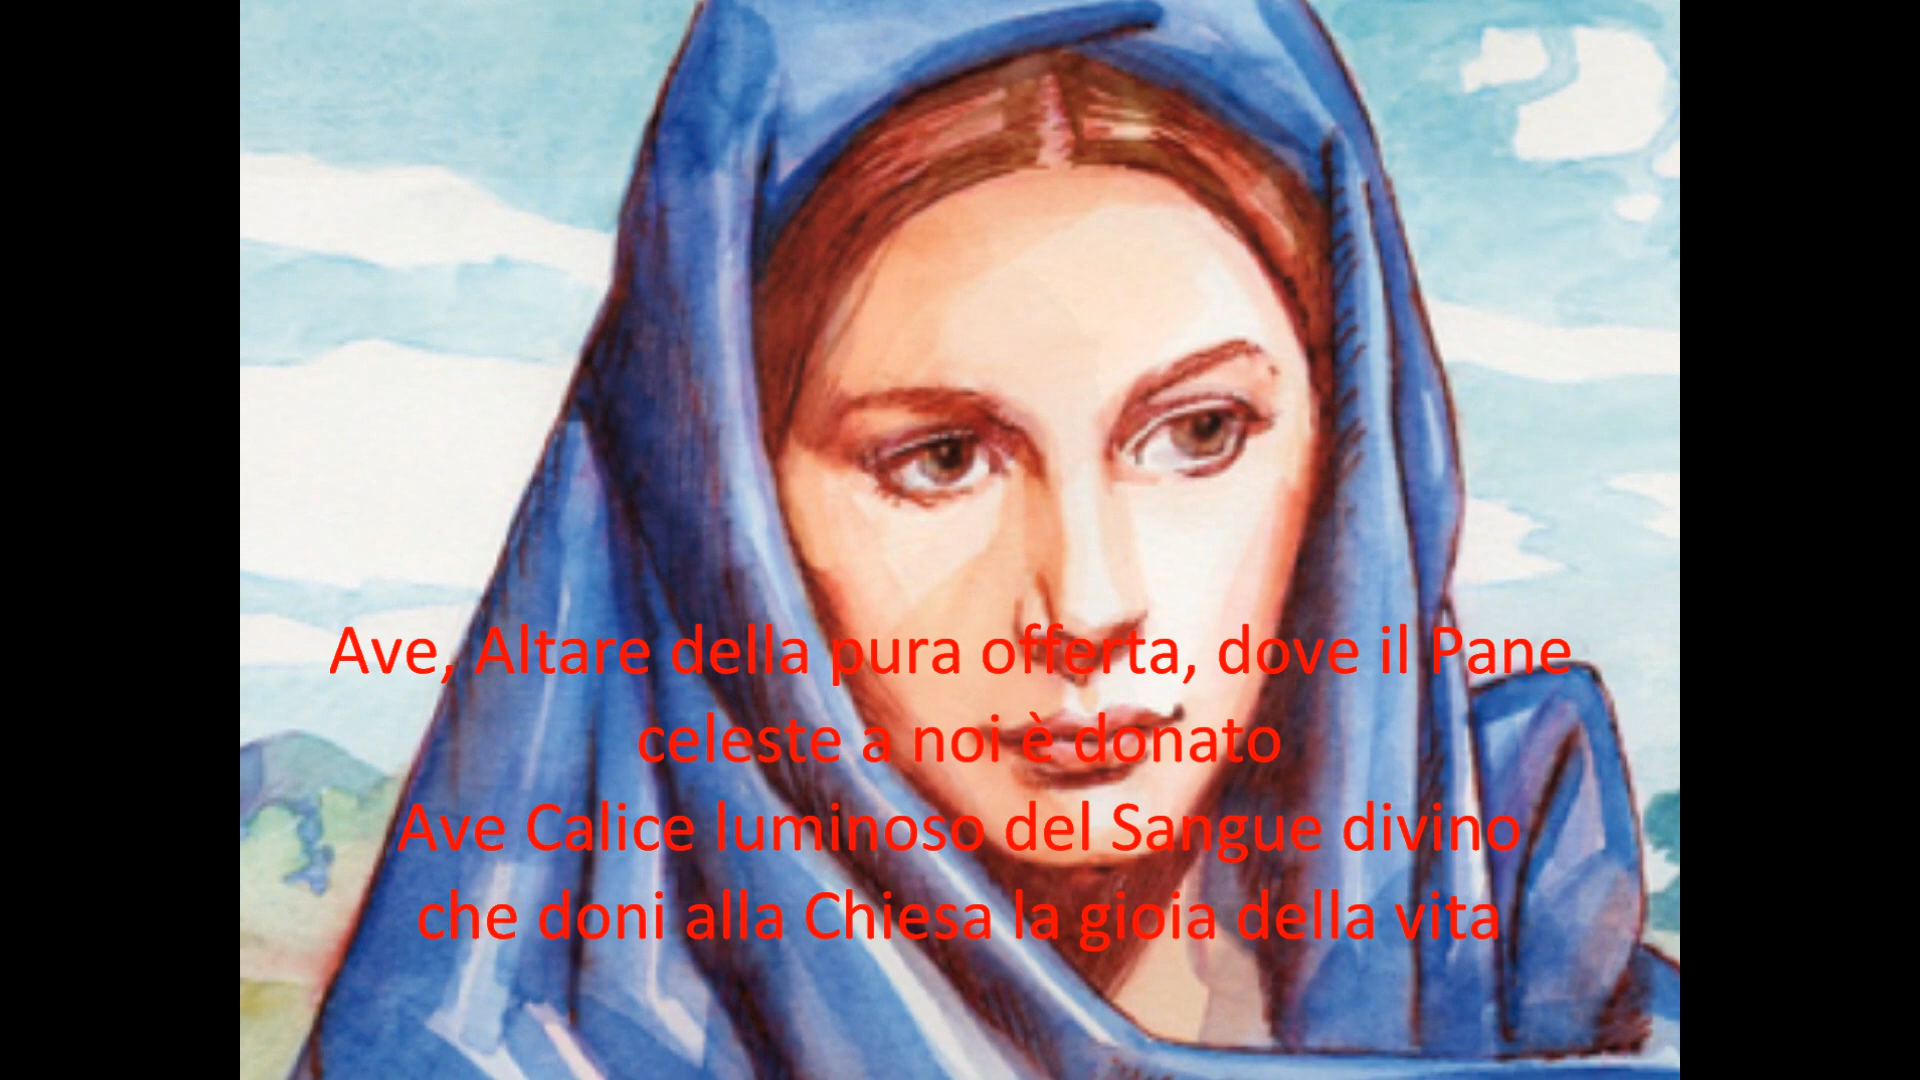 Ave, Altare della pura offerta, dove il Pane
celeste a noi è donato
Ave Calice luminoso del Sangue divino
che doni alla Chiesa la gioia della vita